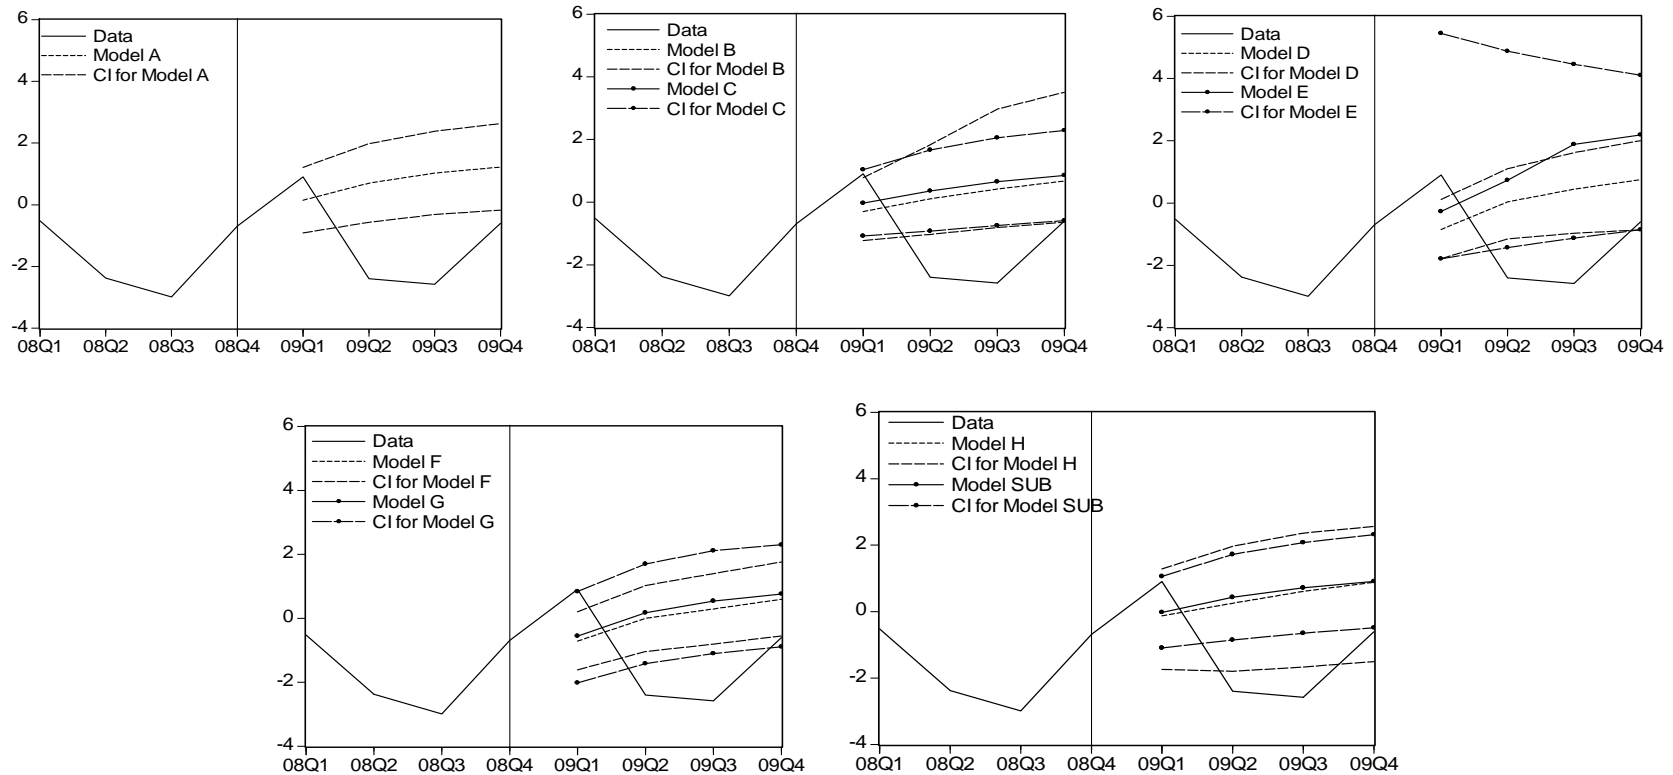 6
4
2
0
-2
-4
Data
Model A
CI for Model A
08Q1 08Q2 08Q3 08Q4 09Q1 09Q2 09Q3 09Q4
6
4
2
0
-2
-4
Data
Model B
CI for Model B
Model C
CI for Model C
08Q1 08Q2 08Q3 08Q4 09Q1 09Q2 09Q3 09Q4
6
4
2
0
-2
-4
Data
Model D
CI for Model D
Model E
CI for Model E
08Q1 08Q2 08Q3 08Q4 09Q1 09Q2 09Q3 09Q4
6
4
2
0
-2
-4
Data
Model F
CI for Model F
Model G
CI for Model G
08Q1 08Q2 08Q3 08Q4 09Q1 09Q2 09Q3 09Q4
6
4
2
0
-2
-4
Data
Model H
CI for Model H
Model SUB
CI for Model SUB
08Q1 08Q2 08Q3 08Q4 09Q1 09Q2 09Q3 09Q4